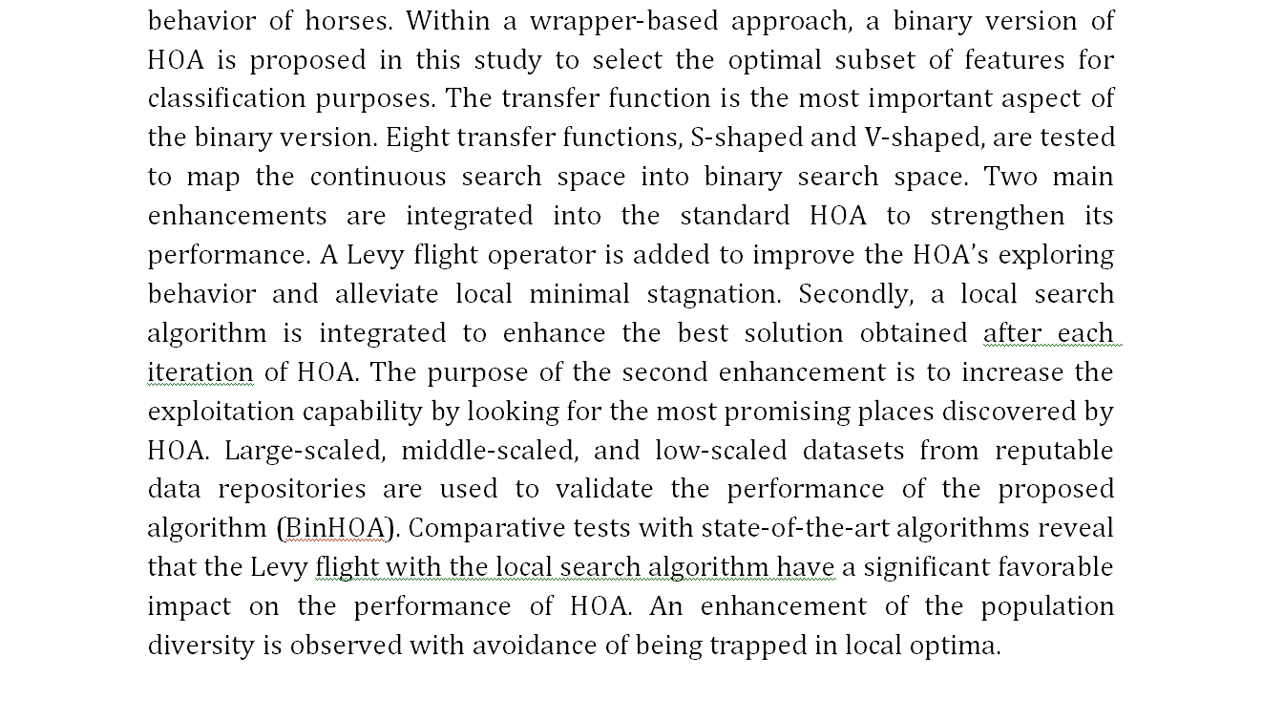 behavior of horses. Within a wrapper-based approach, a binary version of
HOA is proposed in this study to select the optimal subset of features for
classification purposes. The transfer function is the most important aspect of
the binary version. Eight transfer functions, S-shaped and V-shaped, are tested
to map the continuous search space into binary search space. Two main
enhancements are integrated into the standard HOA to strengthen its
performance. A Levy flight operator is added to improve the HOA’s exploring
behavior and alleviate local minimal stagnation. Secondly, a local search
algorithm is integrated to enhance the best solution obtained after each
iteration of HOA. The purpose of the second enhancement is to increase the
exploitation capability by looking for the most promising places discovered by
HOA. Large-scaled, middle-scaled, and low-scaled datasets from reputable
data repositories are used to validate the performance of the proposed
algorithm (BinHOA). Comparative tests with state-of-the-art algorithms reveal
that the Levy flight with the local search algorithm have a significant favorable
impact on the performance of HOA. An enhancement of the population
diversity is observed with avoidance of being trapped in local optima.